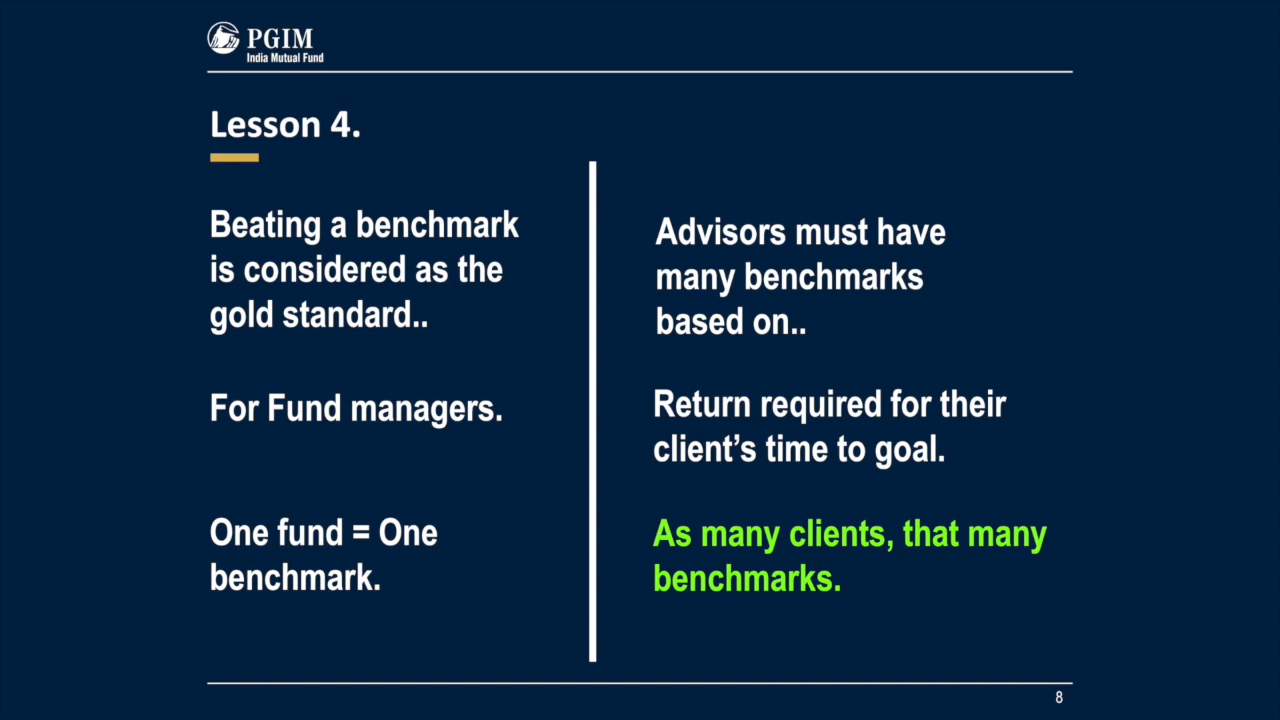 PGIM
India Mutual Fund
Lesson 4.
Beating a benchmark
is considered as the
gold standard..
For Fund managers.
One fund = One
benchmark.
Advisors must have
many benchmarks
based on..
Return required for their
client’s time to goal.
As many clients, that many
benchmarks.
8